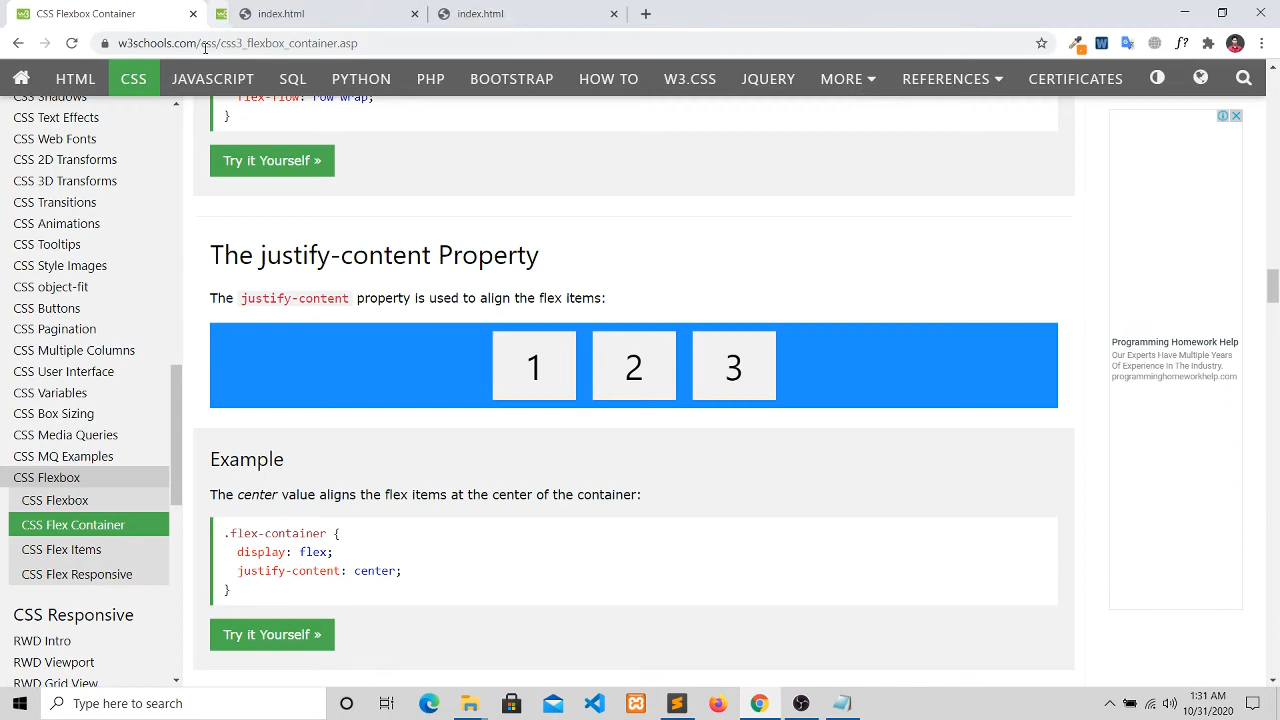 CSS Flex Container
index.html
index.html
w3schools.com/css/css3_flexbox_container.asp
HTML CSS JAVASCRIPT SQL PYTHON PHP BOOTSTRAP HOW TO W3.CSS JQUERY MORE REFERENCES CERTIFICATES
CSS Shadows
CSS Text Effects
CSS Web Fonts
CSS 2D Transforms
CSS 3D Transforms
CSS Transitions
CSS Animations
CSS Tooltips
CSS Style Images
CSS object-fit
CSS Buttons
CSS Pagination
CSS Multiple Columns
CSS User Interface
CSS Variables
CSS Box Sizing
CSS Media Queries
CSS MQ Examples
CSS Flexbox
CSS Flexbox
CSS Flex Container
CSS Flex Items
CSS Flex Responsive
CSS Responsive
RWD Intro
RWD Viewport
RWD Grid View
flex-flow: row wrap;
}
Try it Yourself »
The justify-content Property
The justify-content property is used to align the flex items:
1 2 3
Example
The center value aligns the flex items at the center of the container:
.flex-container {
display: flex;
justify-content: center;
}
Try it Yourself »
Programming Homework Help
Our Experts Have Multiple Years
Of Experience In The Industry.
programminghomeworkhelp.com
Type here to search
1:31 AM
10/31/2020